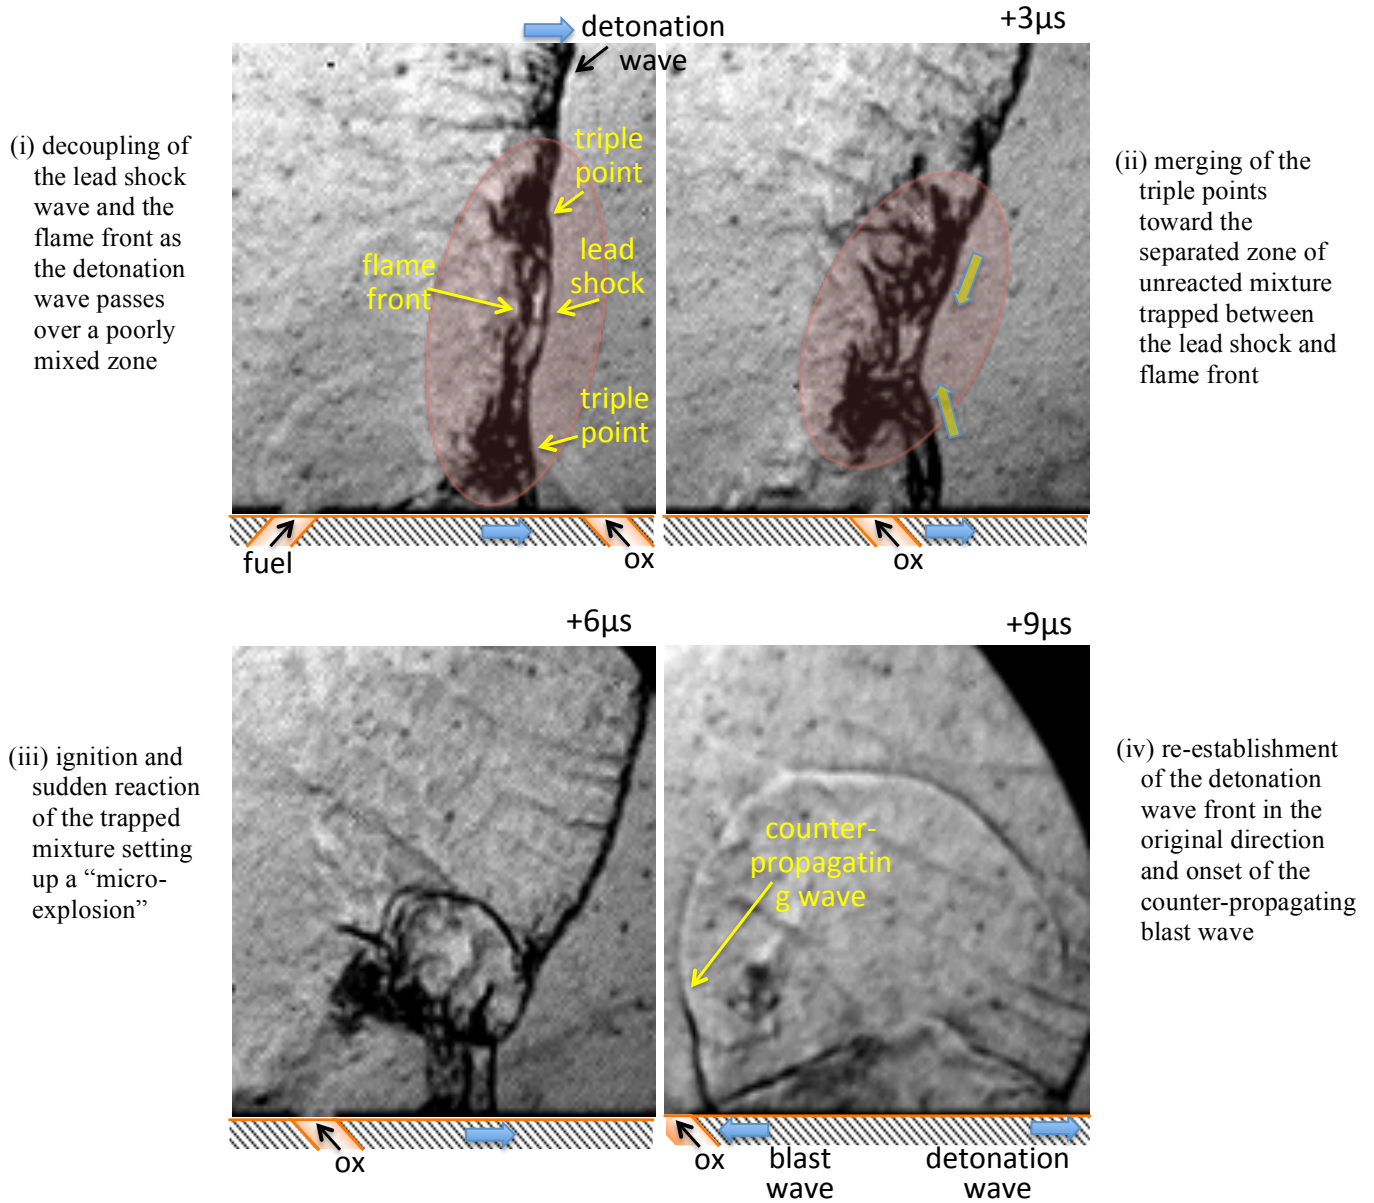 detonation
wave
+3µs
(i) decoupling of
the lead shock
wave and the
flame front as
the detonation
wave passes
over a poorly
mixed zone
triple
point
flame
front
lead
shock
triple
point
fuel
ox
ox
(ii) merging of the
triple points
toward the
separated zone of
unreacted mixture
trapped between
the lead shock and
flame front
+6µs
+9µs
(iii) ignition and
sudden reaction
of the trapped
mixture setting
up a “micro-
explosion”
ox
counter-
propagatin
g wave
ox
blast
wave
detonation
wave
(iv) re-establishment
of the detonation
wave front in the
original direction
and onset of the
counter-propagating
blast wave